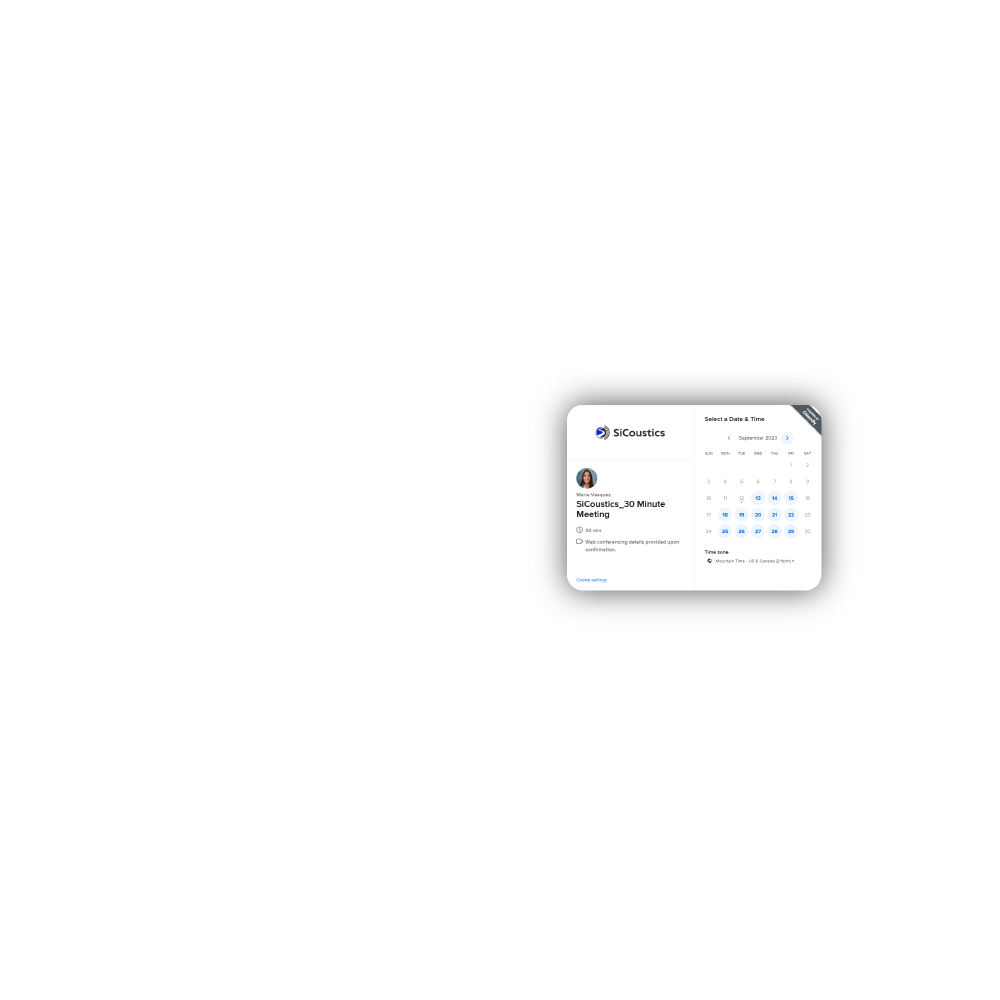 SiCoustics
Maria Vasques
SiCoustics_30 Minute
Meeting
30 min
Web conferencing details provided upon
confirmation.
Cookie settings
Select a Date & Time
September 2023
SUN MON TUE WED THU FRI SAT
1 2
3 4 5 6 7 8 9
10 11 12 13 14 15 16
17 18 19 20 21 22 23
24 25 26 27 28 29 30
Time zone
Mountain Time - US & Canada
Calendly